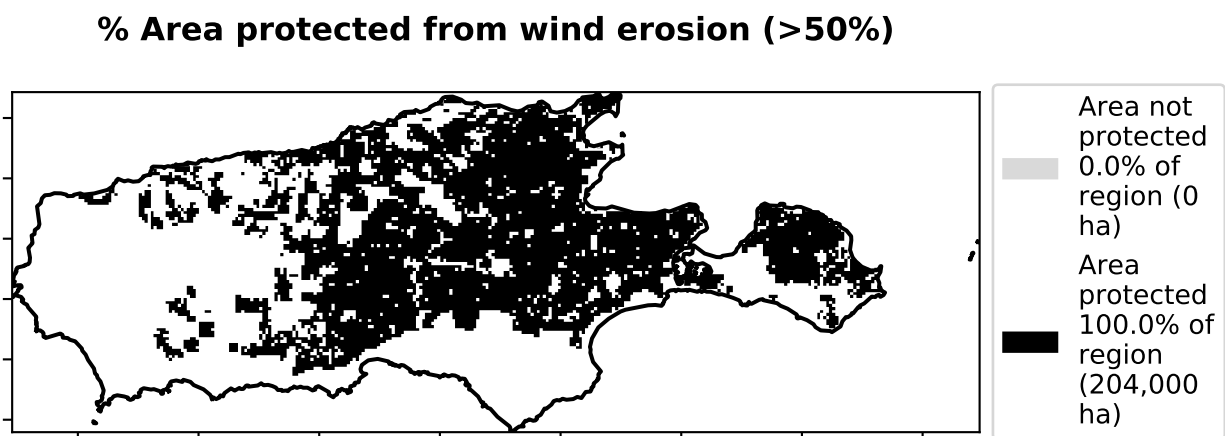 % Area protected from wind erosion (>50%)
Area not
protected
0.0% of
region (0
ha)
Area
protected
100.0% of
region
(204,000
ha)